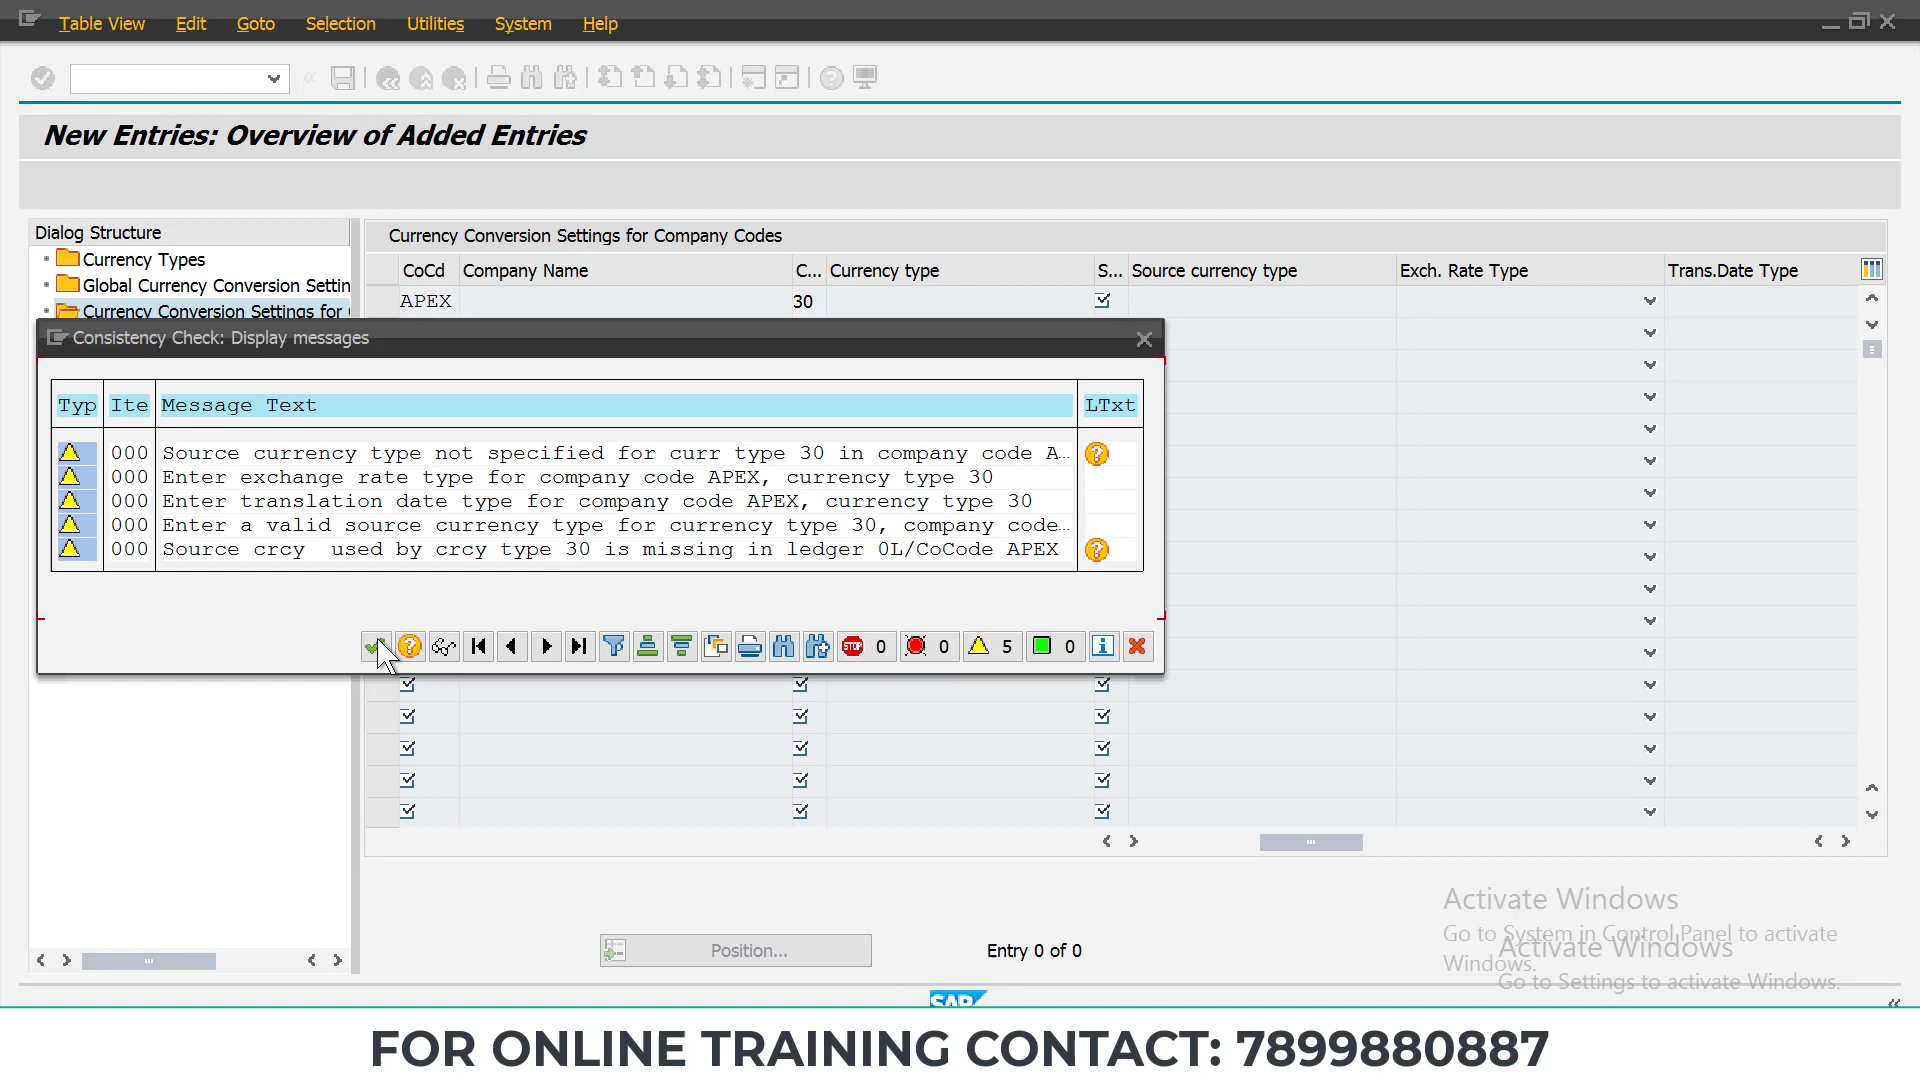 Table View Edit Goto Selection Utilities System Help
New Entries: Overview of Added Entries
Dialog Structure
Currency Types
Global Currency Conversion Settin
Currency Conversion Settings for
Currency Conversion Settings for Company Codes
CoCd Company Name C... Currency type S... Source currency type Exch. Rate Type Trans.Date Type
APEX 30
Consistency Check: Display messages
Typ Ite Message Text LTxt
000 Source currency type not specified for curr type 30 in company code A...
000 Enter exchange rate type for company code APEX, currency type 30
000 Enter translation date type for company code APEX, currency type 30
000 Enter a valid source currency type for currency type 30, company code...
000 Source crcy used by crcy type 30 is missing in ledger 0L/CoCode APEX
STOP 0 0 5 0
Position... Entry 0 of 0
Activate Windows
Go to System in Control Panel to activate
Windows.
Activate Windows
Go to Settings to activate Windows.
SAP
FOR ONLINE TRAINING CONTACT: 7899880887